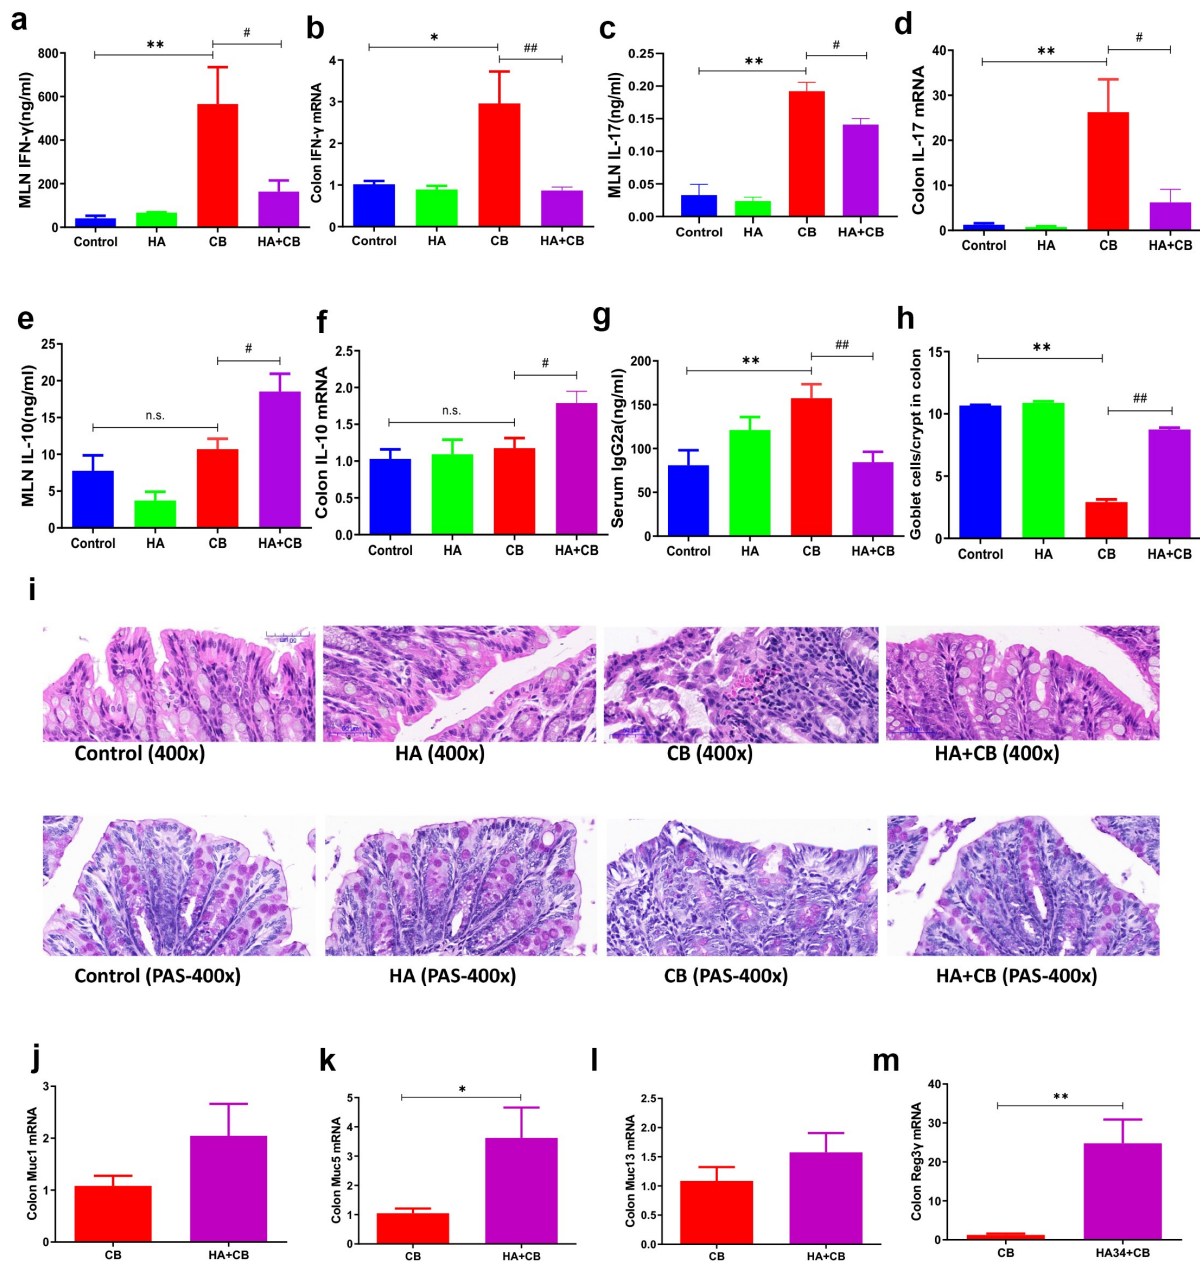 a
MLN IFN-γ(ng/ml)
800
600
400
200
0
**
#
Control HA CB HA+CB
b
Colon IFN-γ mRNA
4
3
2
1
0
*
##
Control HA CB HA+CB
c
MLN IL-17(ng/ml)
0.25
0.20
0.15
0.10
0.05
0.00
**
#
Control HA CB HA+CB
d
Colon IL-17 mRNA
40
30
20
10
0
**
#
Control HA CB HA+CB
e
MLN IL-10(ng/ml)
25
20
15
10
5
0
n.s.
#
Control HA CB HA+CB
f
Colon IL-10 mRNA
2.5
2.0
1.5
1.0
0.5
0.0
n.s.
#
Control HA CB HA+CB
g
Serum IgG2a(ng/ml)
200
150
100
50
0
**
##
Control HA CB HA+CB
h
Goblet cells/crypt in colon
15
10
5
0
**
##
Control HA CB HA+CB
i
50 µm
Control (400x) HA (400x) CB (400x) HA+CB (400x)
Control (PAS-400x) HA (PAS-400x) CB (PAS-400x) HA+CB (PAS-400x)
j
Colon Muc1 mRNA
3
2
1
0
CB HA+CB
k
Colon Muc5 mRNA
5
4
3
2
1
0
*
CB HA+CB
l
Colon Muc13 mRNA
2.5
2.0
1.5
1.0
0.5
0.0
CB HA+CB
m
Colon Reg3γ mRNA
40
30
20
10
0
**
CB HA34+CB